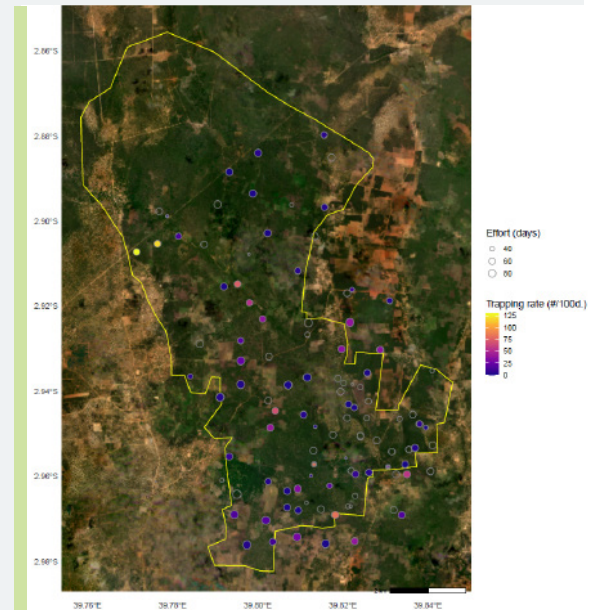 2.86°S
2.88°S
2.90°S
2.92°S
2.94°S
2.96°S
2.98°S
39.76°E
39.78°E
39.80°E
39.82°E
39.84°E
Effort (days)
40
60
80
Trapping rate (#/100d.)
125
100
75
50
25
0